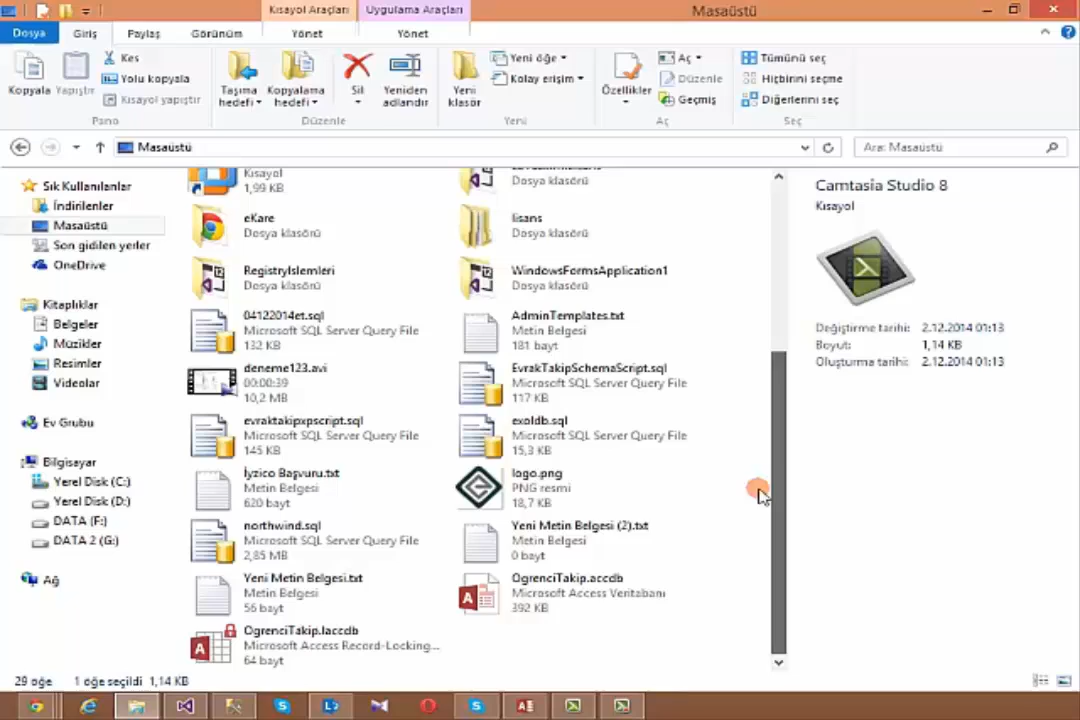 Kısayol Araçları
Uygulama Araçları
Masaüstü
Dosya
Giriş
Paylaş
Görünüm
Yönet
Yönet
Kopyala
Yapıştır
Kes
Yolu kopyala
Kısayol yapıştır
Pano
Taşıma hedefi
Kopyalama hedefi
Sil
Yeniden adlandır
Düzenle
Yeni klasör
Yeni öğe
Kolay erişim
Yeni
Özellikler
Aç
Düzenle
Geçmiş
Aç
Tümünü seç
Hiçbirini seçme
Diğerlerini seç
Seç
Masaüstü
Ara: Masaüstü
Sık Kullanılanlar
İndirilenler
Masaüstü
Son gidilen yerler
OneDrive
Kitaplıklar
Belgeler
Müzikler
Resimler
Videolar
Ev Grubu
Bilgisayar
Yerel Disk (C:)
Yerel Disk (D:)
DATA (F:)
DATA 2 (G:)
Ağ
Kısayol
1,99 KB
Dosya klasörü
eKare
Dosya klasörü
lisans
Dosya klasörü
RegistryIslemleri
Dosya klasörü
WindowsFormsApplication1
Dosya klasörü
04122014et.sql
Microsoft SQL Server Query File
132 KB
AdminTemplates.txt
Metin Belgesi
181 bayt
deneme123.avi
00:00:39
10,2 MB
EvrakTakipSchemaScript.sql
Microsoft SQL Server Query File
117 KB
evraktakipxpscript.sql
Microsoft SQL Server Query File
145 KB
exoldb.sql
Microsoft SQL Server Query File
15,3 KB
İyzico Başvuru.txt
Metin Belgesi
620 bayt
logo.png
PNG resmi
18,7 KB
northwind.sql
Microsoft SQL Server Query File
2,85 MB
Yeni Metin Belgesi (2).txt
Metin Belgesi
0 bayt
Yeni Metin Belgesi.txt
Metin Belgesi
56 bayt
OgrenciTakip.accdb
Microsoft Access Veritabanı
392 KB
OgrenciTakip.laccdb
Microsoft Access Record-Locking...
64 bayt
Camtasia Studio 8
Kısayol
Değiştirme tarihi: 2.12.2014 01:13
Boyut: 1,14 KB
Oluşturma tarihi: 2.12.2014 01:13
29 öğe 1 öğe seçildi 1,14 KB